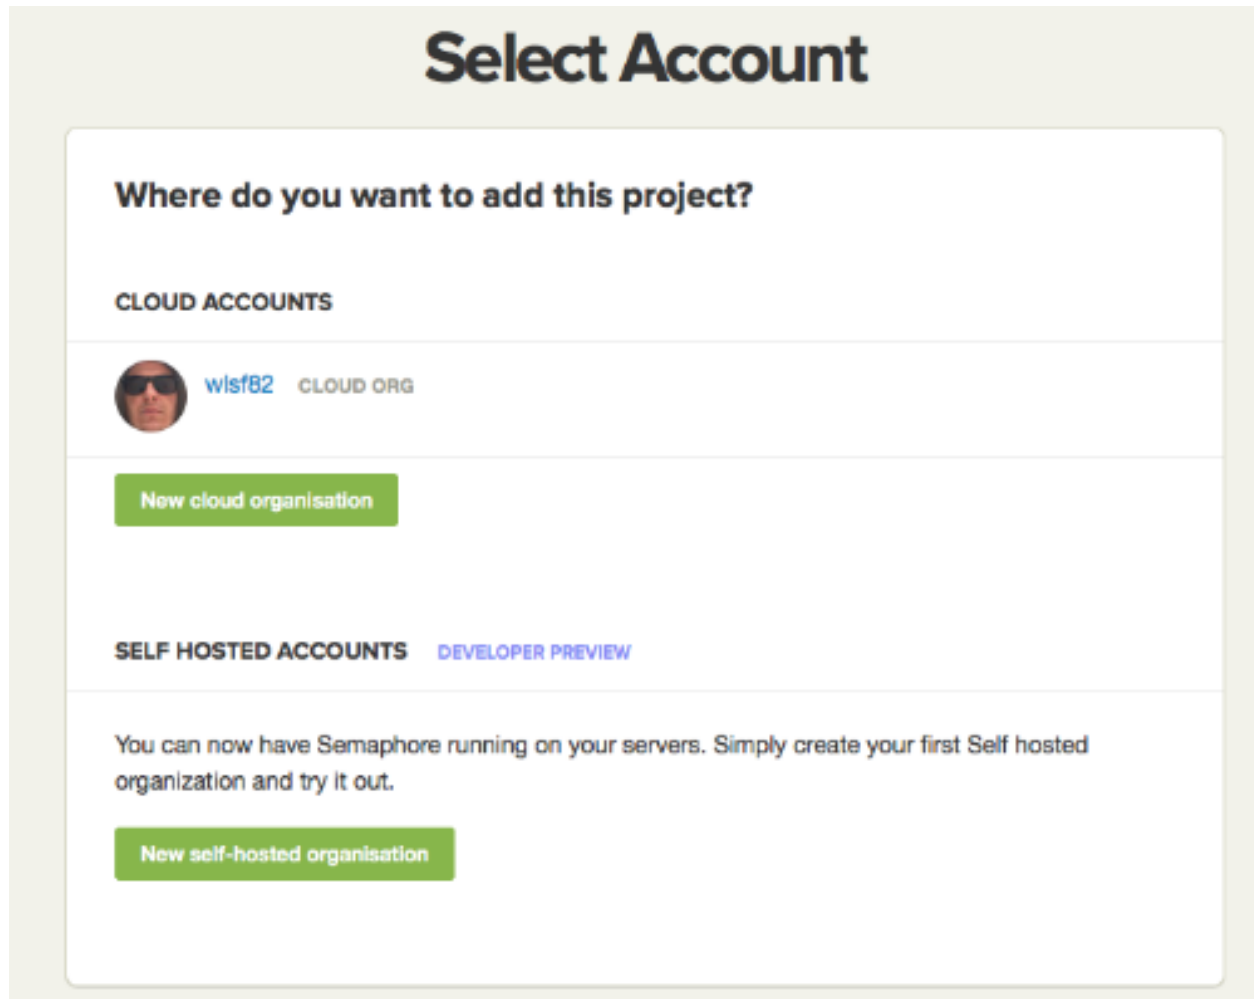 Select Account
Where do you want to add this project?
CLOUD ACCOUNTS
wlsf82 CLOUD ORG
New cloud organisation
SELF HOSTED ACCOUNTS DEVELOPER PREVIEW
You can now have Semaphore running on your servers. Simply create your first Self hosted
organization and try it out.
New self-hosted organisation